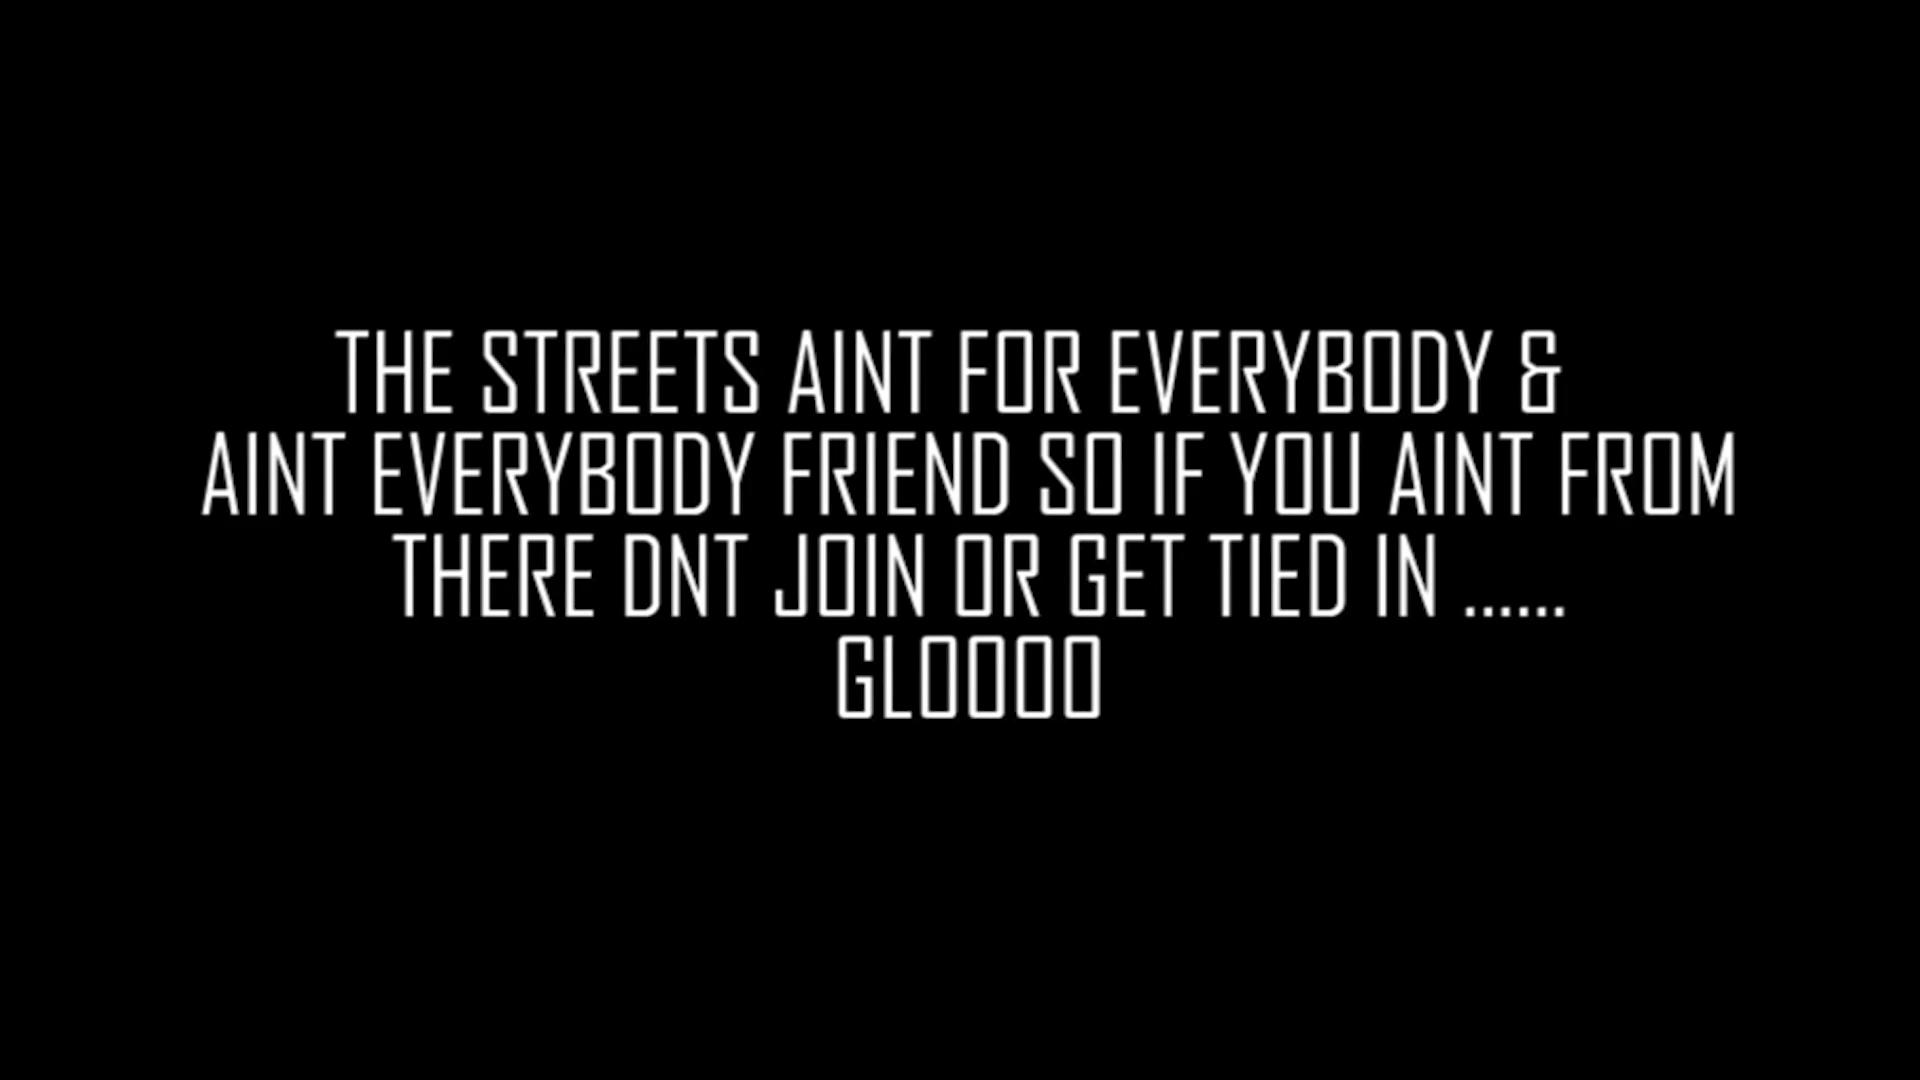 THE STREETS AINT FOR EVERYBODY &
AINT EVERYBODY FRIEND SO IF YOU AINT FROM
THERE DNT JOIN OR GET TIED IN ......
GLOOOO